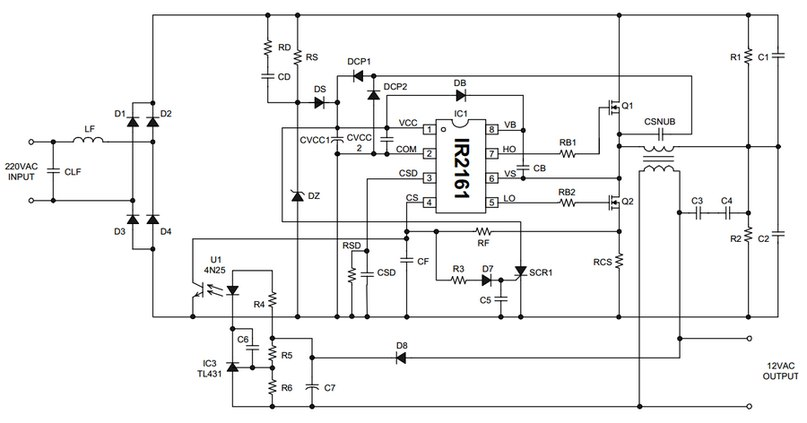 RD
RS
CD
DS
DCP1
DCP2
DB
IC1
R1
C1
D1
D2
LF
220VAC
INPUT
CLF
VCC
1
8
VB
CVCC1
CVCC
2
COM
2
7
HO
RB1
Q1
CSNUB
IR2161
CB
CSD
3
6
VS
CS
4
5
LO
RB2
Q2
DZ
C3
C4
D3
D4
R2
C2
RF
RSD
CSD
CF
R3
D7
SCR1
RCS
C5
U1
4N25
R4
C6
IC3
TL431
R5
R6
C7
D8
12VAC
OUTPUT